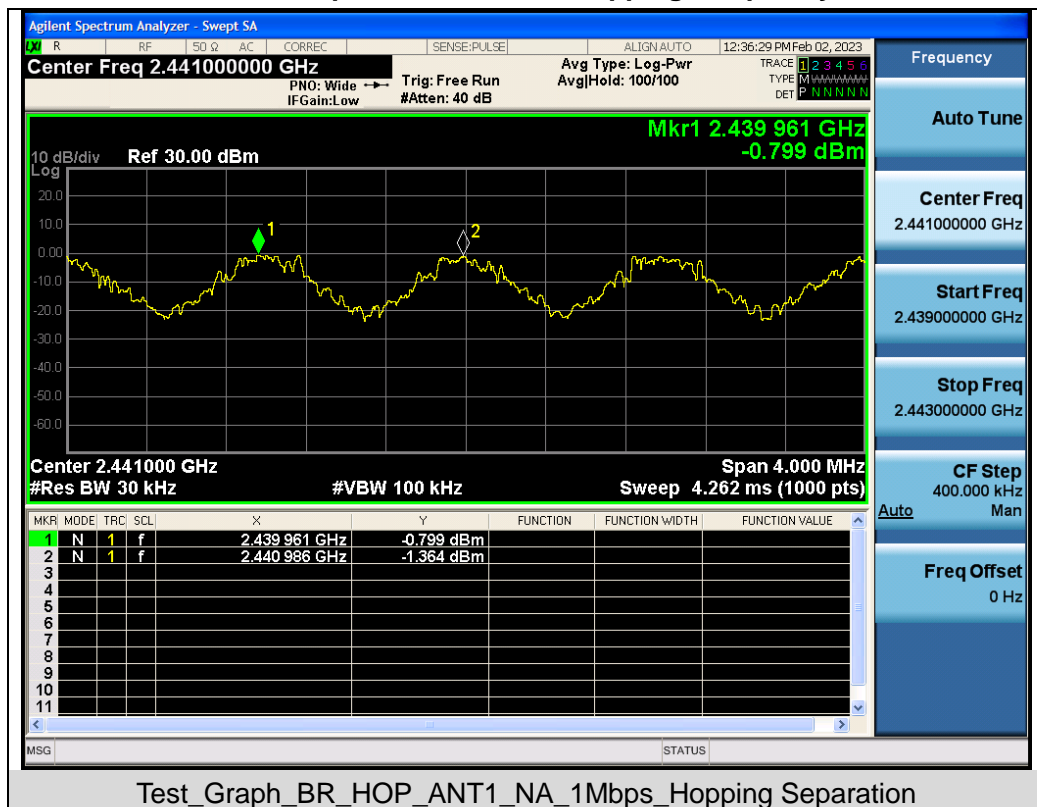 Agilent Spectrum Analyzer - Swept SA
LXI R RF 50 Ω AC CORREC SENSE:PULSE ALIGN AUTO 12:36:29 PM Feb 02, 2023
Center Freq 2.441000000 GHz
PNO: Wide
IFGain:Low
Trig: Free Run
#Atten: 40 dB
Avg Type: Log-Pwr
Avg|Hold: 100/100
TRACE 1 2 3 4 5 6
TYPE M WWWWW
DET P N N N N N
Mkr1 2.439 961 GHz
-0.799 dBm
10 dB/div Ref 30.00 dBm
Log
20.0
10.0
0.00
-10.0
-20.0
-30.0
-40.0
-50.0
-60.0
1
2
Center 2.441000 GHz Span 4.000 MHz
#Res BW 30 kHz #VBW 100 kHz Sweep 4.262 ms (1000 pts)
MKR MODE TRC SCL X Y FUNCTION FUNCTION WIDTH FUNCTION VALUE
1 N 1 f 2.439 961 GHz -0.799 dBm
2 N 1 f 2.440 986 GHz -1.364 dBm
3
4
5
6
7
8
9
10
11
MSG STATUS
Frequency
Auto Tune
Center Freq
2.441000000 GHz
Start Freq
2.439000000 GHz
Stop Freq
2.443000000 GHz
CF Step
400.000 kHz
Auto Man
Freq Offset
0 Hz
Test_Graph_BR_HOP_ANT1_NA_1Mbps_Hopping Separation